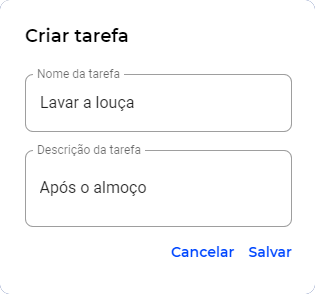 Criar tarefa
Nome da tarefa
Lavar a louça
Descrição da tarefa
Após o almoço
Cancelar Salvar